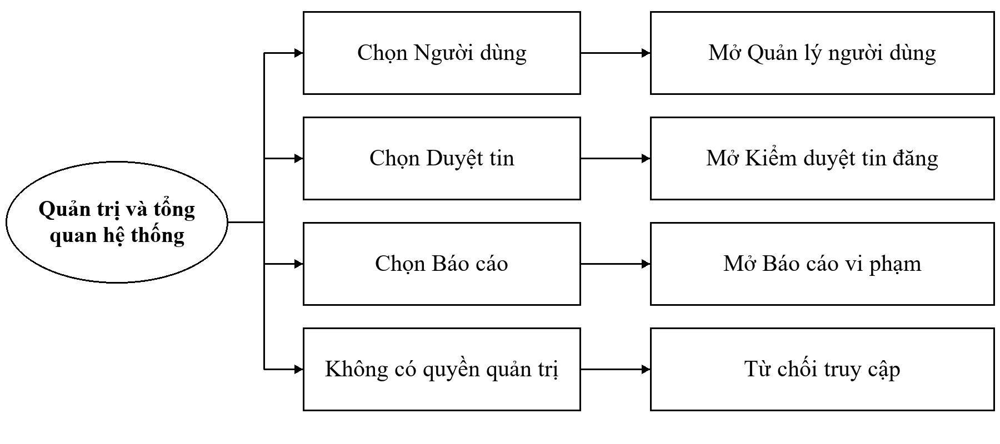 Quản trị và tổng
quan hệ thống
Chọn Người dùng
Mở Quản lý người dùng
Chọn Duyệt tin
Mở Kiểm duyệt tin đăng
Chọn Báo cáo
Mở Báo cáo vi phạm
Không có quyền quản trị
Từ chối truy cập